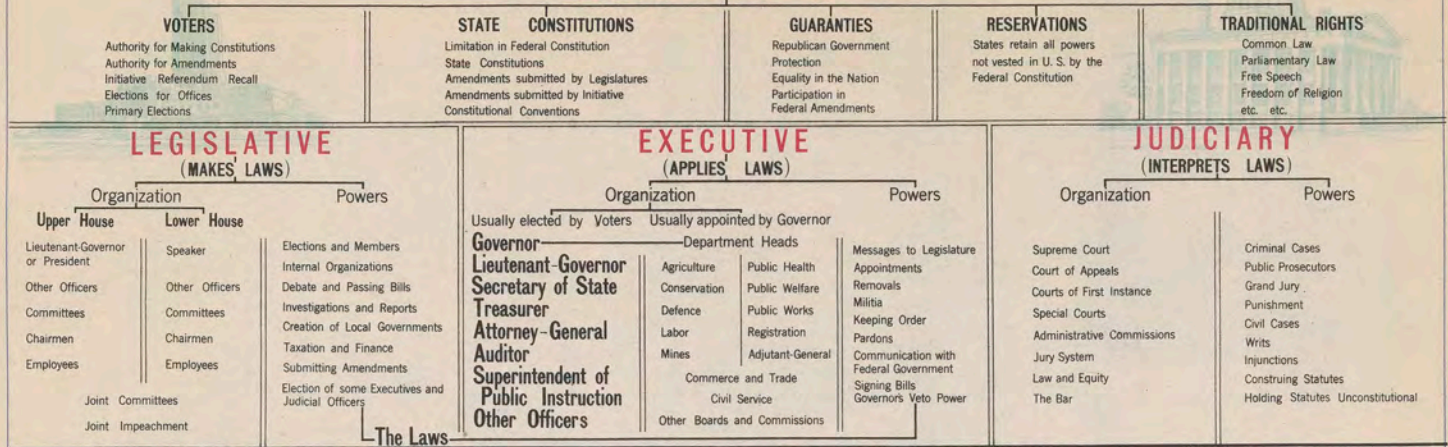 VOTERS
Authority for Making Constitutions
Authority for Amendments
Initiative Referendum Recall
Elections for Offices
Primary Elections
STATE CONSTITUTIONS
Limitation in Federal Constitution
State Constitutions
Amendments submitted by Legislatures
Amendments submitted by Initiative
Constitutional Conventions
GUARANTIES
Republican Government
Protection
Equality in the Nation
Participation in
Federal Amendments
RESERVATIONS
States retain all powers
not vested in U. S. by the
Federal Constitution
TRADITIONAL RIGHTS
Common Law
Parliamentary Law
Free Speech
Freedom of Religion
etc. etc.
LEGISLATIVE
(MAKES LAWS)
Organization
Upper House
Lieutenant-Governor
or President
Other Officers
Committees
Chairmen
Employees
Lower House
Speaker
Other Officers
Committees
Chairmen
Employees
Joint Committees
Joint Impeachment
Powers
Elections and Members
Internal Organizations
Debate and Passing Bills
Investigations and Reports
Creation of Local Governments
Taxation and Finance
Submitting Amendments
Election of some Executives and
Judicial Officers
The Laws
EXECUTIVE
(APPLIES LAWS)
Organization
Usually elected by Voters
Governor
Lieutenant-Governor
Secretary of State
Treasurer
Attorney-General
Auditor
Superintendent of
Public Instruction
Other Officers
Usually appointed by Governor
Department Heads
Agriculture
Conservation
Defence
Labor
Mines
Public Health
Public Welfare
Public Works
Registration
Adjutant-General
Commerce and Trade
Civil Service
Other Boards and Commissions
Powers
Messages to Legislature
Appointments
Removals
Militia
Keeping Order
Pardons
Communication with
Federal Government
Signing Bills
Governor's Veto Power
JUDICIARY
(INTERPRETS LAWS)
Organization
Supreme Court
Court of Appeals
Courts of First Instance
Special Courts
Administrative Commissions
Jury System
Law and Equity
The Bar
Powers
Criminal Cases
Public Prosecutors
Grand Jury
Punishment
Civil Cases
Writs
Injunctions
Construing Statutes
Holding Statutes Unconstitutional